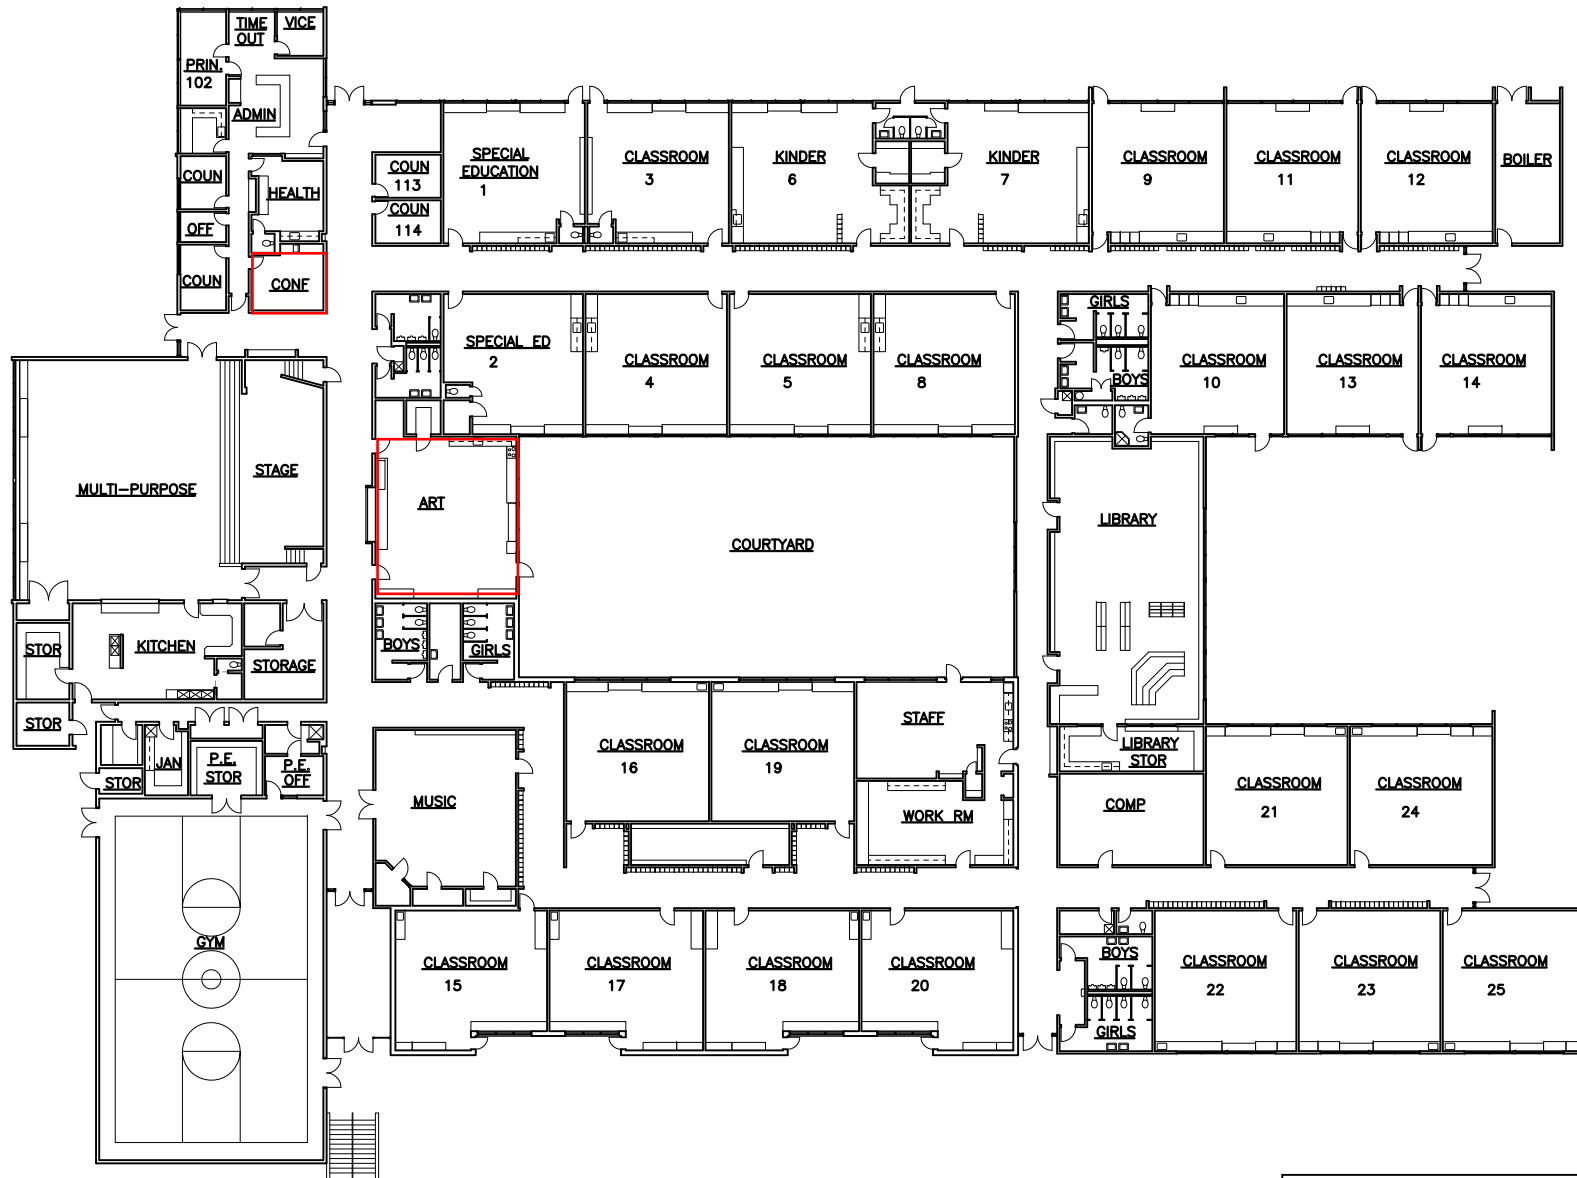 TIME
OUT
VICE
PRIN.
102
ADMIN
COUN
HEALTH
OFF
COUN
CONF
COUN
113
COUN
114
SPECIAL
EDUCATION
1
CLASSROOM
3
KINDER
6
KINDER
7
CLASSROOM
9
CLASSROOM
11
CLASSROOM
12
BOILER
SPECIAL ED
2
CLASSROOM
4
CLASSROOM
5
CLASSROOM
8
GIRLS
BOYS
CLASSROOM
10
CLASSROOM
13
CLASSROOM
14
MULTI-PURPOSE
STAGE
ART
COURTYARD
LIBRARY
STOR
KITCHEN
STORAGE
BOYS
GIRLS
STOR
JAN
STOR
P.E.
STOR
P.E.
OFF
MUSIC
CLASSROOM
16
CLASSROOM
19
STAFF
WORK RM
LIBRARY
STOR
COMP
CLASSROOM
21
CLASSROOM
24
GYM
CLASSROOM
15
CLASSROOM
17
CLASSROOM
18
CLASSROOM
20
BOYS
GIRLS
CLASSROOM
22
CLASSROOM
23
CLASSROOM
25